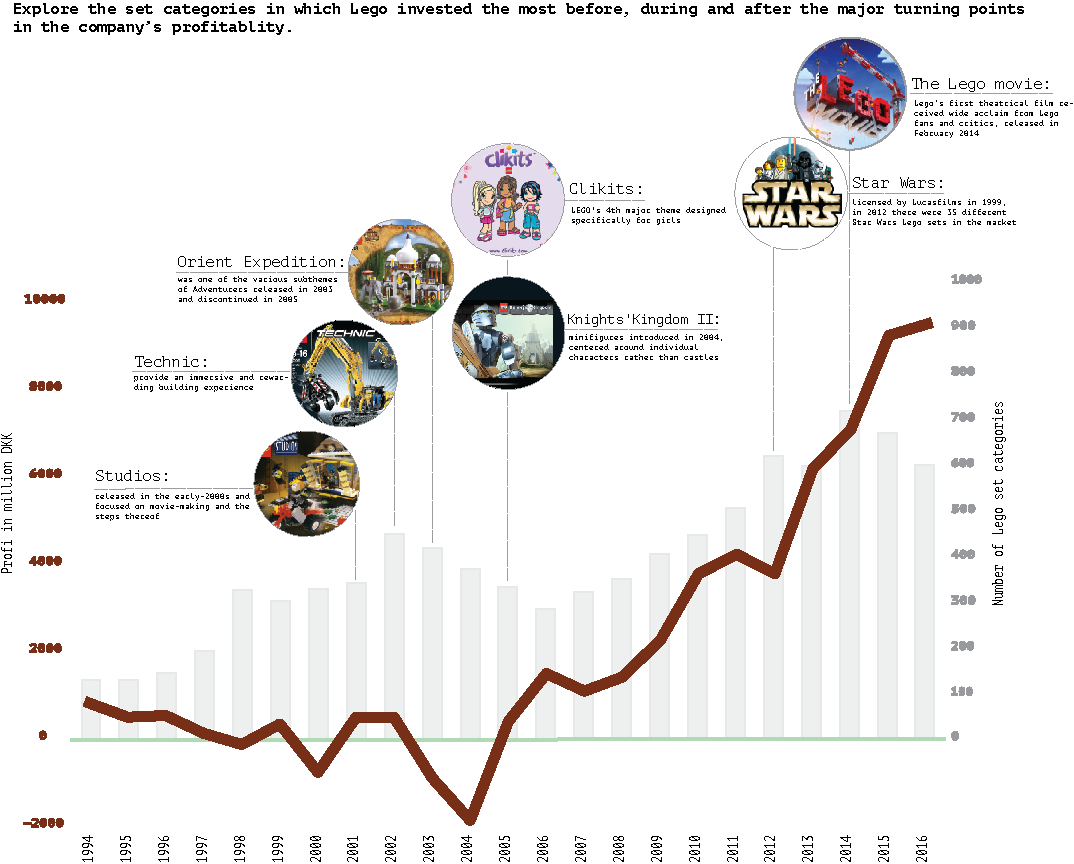 Explore the set categories in which Lego invested the most before, during and after the major turning points
in the company's profitablity.
The Lego movie:
Lego's first theatrical film re-
ceived wide acclaim from Lego
fans and critics, released in
February 2014
LEGO
MOVIE
Star Wars:
licensed by Lucasfilms in 1999,
in 2012 there were 35 different
Star Wars Lego sets in the market
STAR
WARS
Clikits:
LEGO's 4th major theme designed
specifically for girls
clikits
Orient Expedition:
was one of the various subthemes
of Adventurers released in 2003
and discontinued in 2005
Knights'Kingdom II:
minifigures introduced in 2004,
centered around individual
characters rather than castles
Technic:
provide an immersive and rewar-
ding building experience
TECHNIC
Studios:
released in the early-2000s and
focused on movie-making and the
steps thereof
STUDIOS
Profi in million DKK
10000
8000
6000
4000
2000
0
-2000
Number of Lego set categories
1000
900
800
700
600
500
400
300
200
100
0
1994
1995
1996
1997
1998
1999
2000
2001
2002
2003
2004
2005
2006
2007
2008
2009
2010
2011
2012
2013
2014
2015
2016